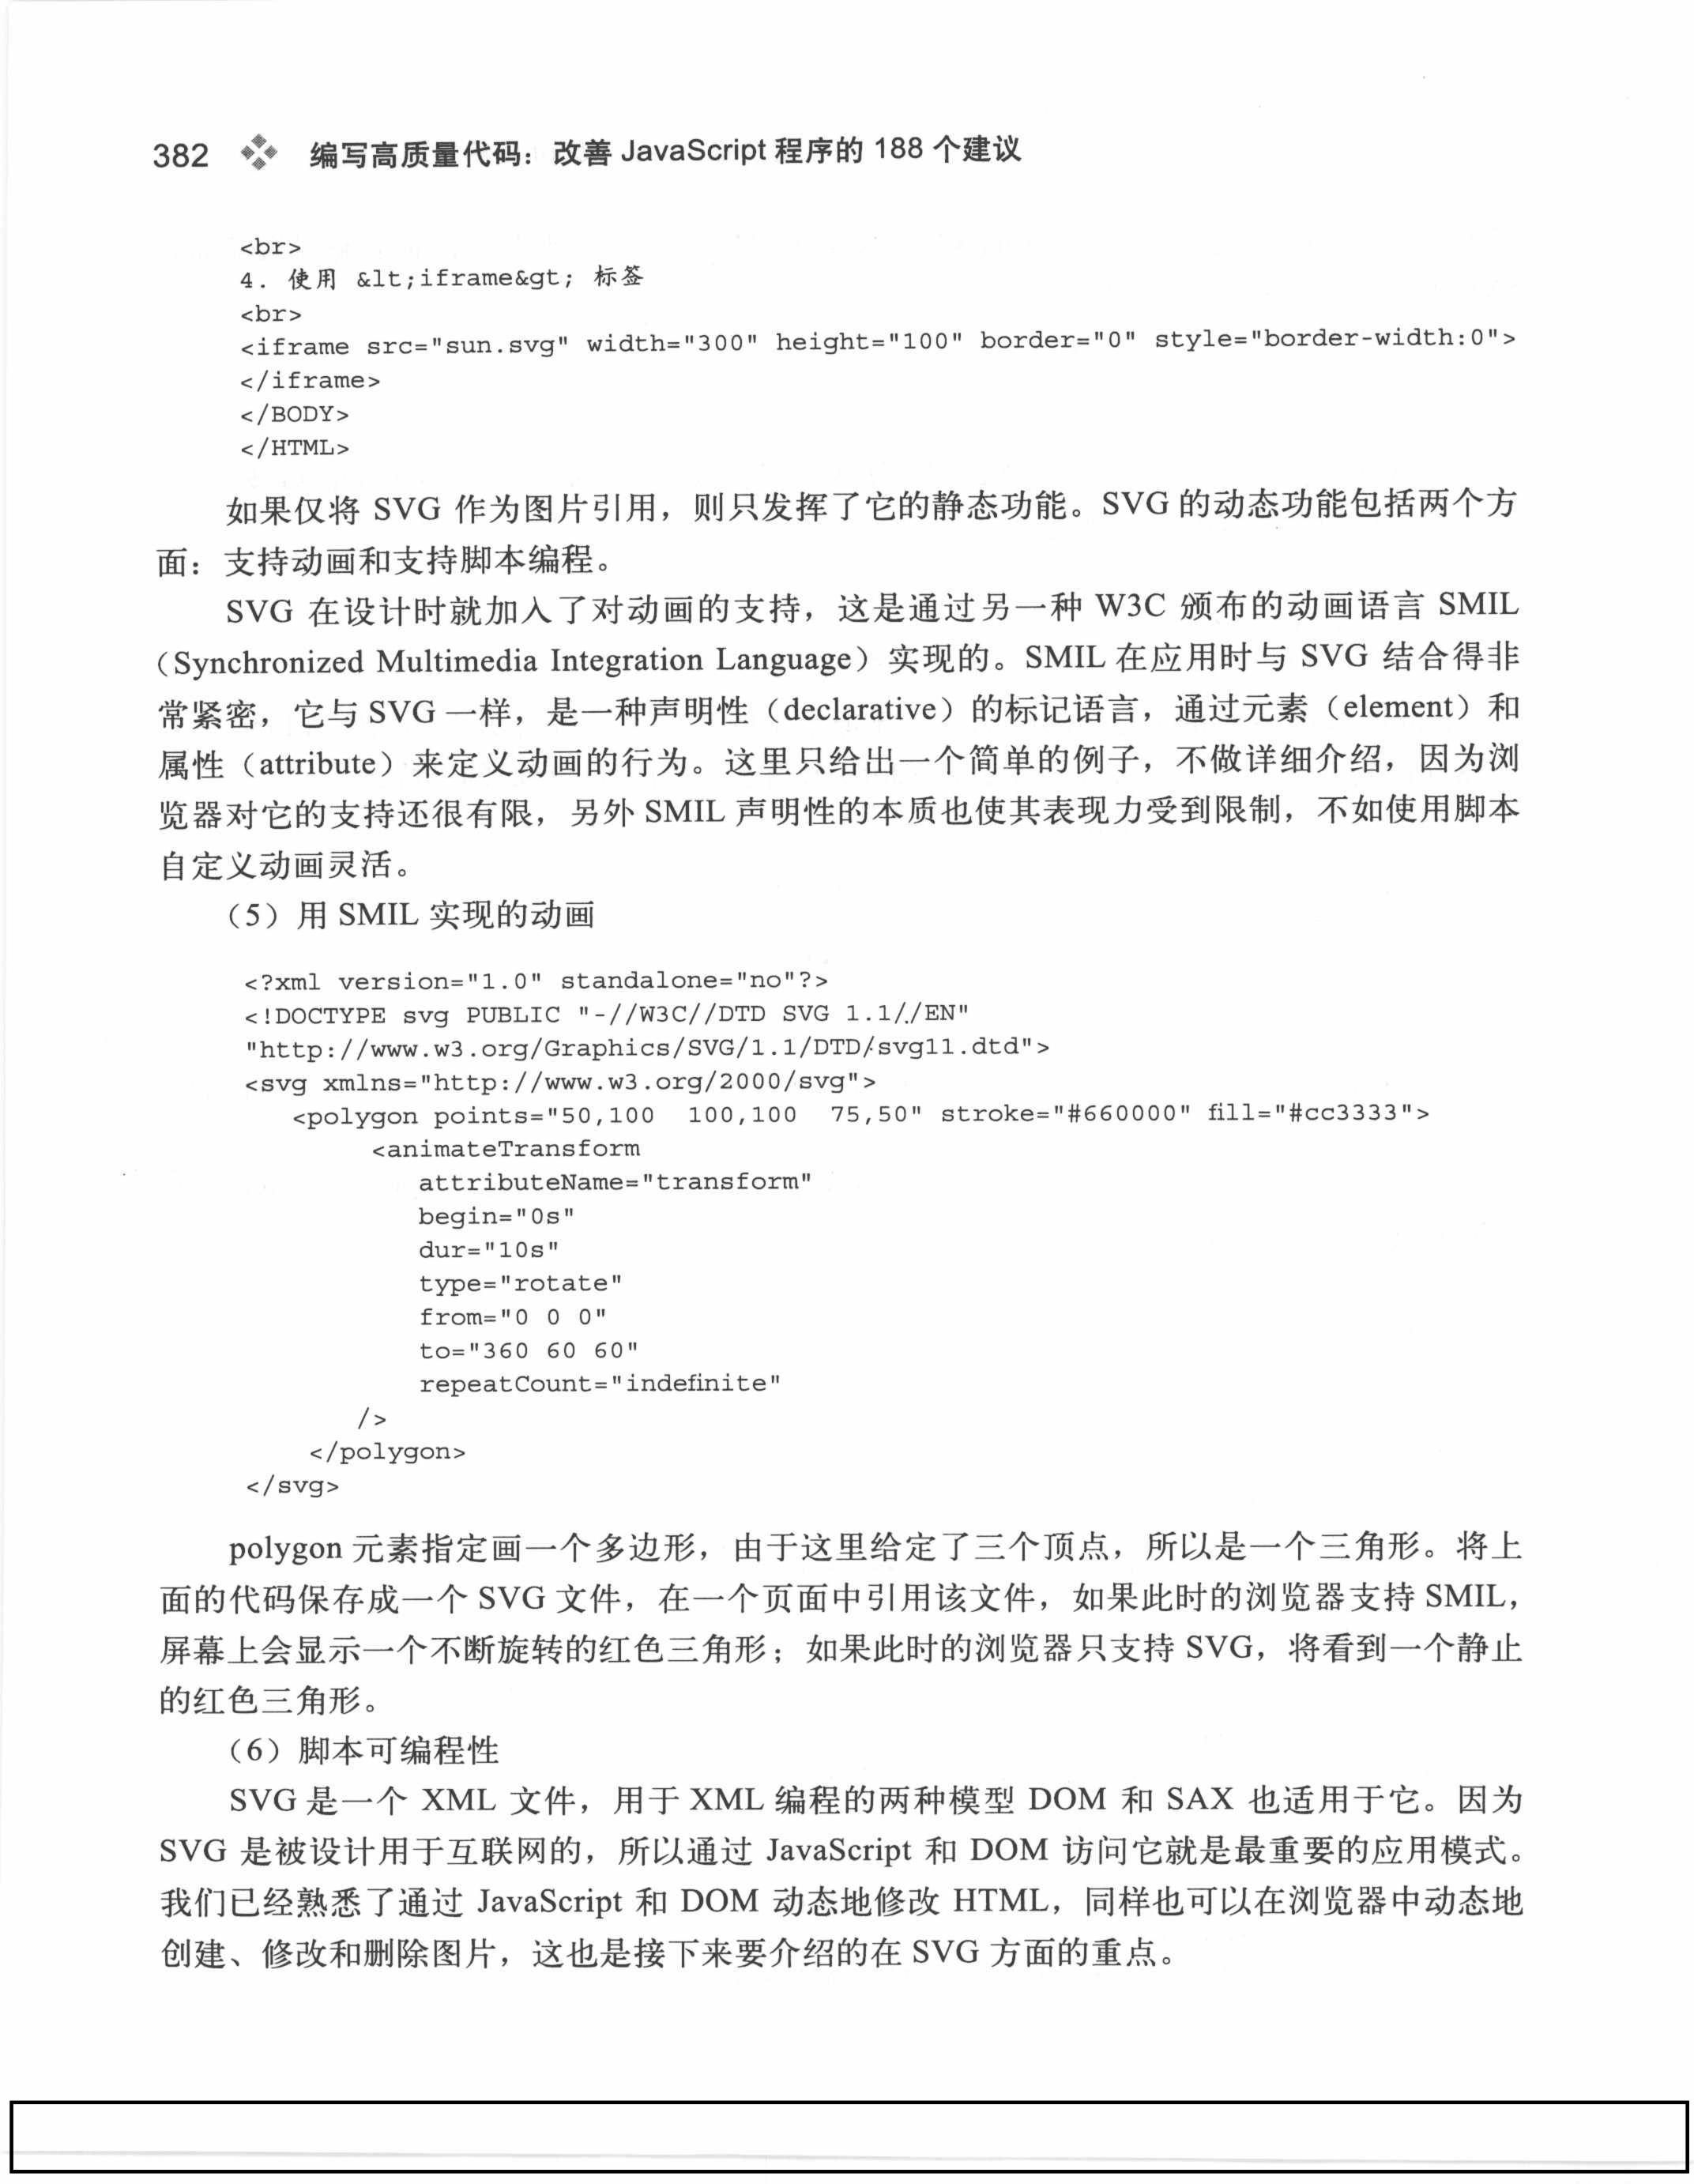 382 编写高质量代码：改善 JavaScript 程序的 188 个建议
<br>
4. 使用 &lt;iframe&gt; 标签
<br>
<iframe src="sun.svg" width="300" height="100" border="0" style="border-width:0">
</iframe>
</BODY>
</HTML>
如果仅将 SVG 作为图片引用，则只发挥了它的静态功能。SVG 的动态功能包括两个方
面：支持动画和支持脚本编程。
SVG 在设计时就加入了对动画的支持，这是通过另一种 W3C 颁布的动画语言 SMIL
（Synchronized Multimedia Integration Language）实现的。SMIL 在应用时与 SVG 结合得非
常紧密，它与 SVG 一样，是一种声明性（declarative）的标记语言，通过元素（element）和
属性（attribute）来定义动画的行为。这里只给出一个简单的例子，不做详细介绍，因为浏
览器对它的支持还很有限，另外 SMIL 声明性的本质也使其表现力受到限制，不如使用脚本
自定义动画灵活。
（5）用 SMIL 实现的动画
<?xml version="1.0" standalone="no"?>
<!DOCTYPE svg PUBLIC "-//W3C//DTD SVG 1.1//EN"
"http://www.w3.org/Graphics/SVG/1.1/DTD/svg11.dtd">
<svg xmlns="http://www.w3.org/2000/svg">
<polygon points="50,100 100,100 75,50" stroke="#660000" fill="#cc3333">
<animateTransform
attributeName="transform"
begin="0s"
dur="10s"
type="rotate"
from="0 0 0"
to="360 60 60"
repeatCount="indefinite"
/>
</polygon>
</svg>
polygon 元素指定画一个多边形，由于这里给定了三个顶点，所以是一个三角形。将上
面的代码保存成一个 SVG 文件，在一个页面中引用该文件，如果此时的浏览器支持 SMIL，
屏幕上会显示一个不断旋转的红色三角形；如果此时的浏览器只支持 SVG，将看到一个静止
的红色三角形。
（6）脚本可编程性
SVG 是一个 XML 文件，用于 XML 编程的两种模型 DOM 和 SAX 也适用于它。因为
SVG 是被设计用于互联网的，所以通过 JavaScript 和 DOM 访问它就是最重要的应用模式。
我们已经熟悉了通过 JavaScript 和 DOM 动态地修改 HTML，同样也可以在浏览器中动态地
创建、修改和删除图片，这也是接下来要介绍的在 SVG 方面的重点。